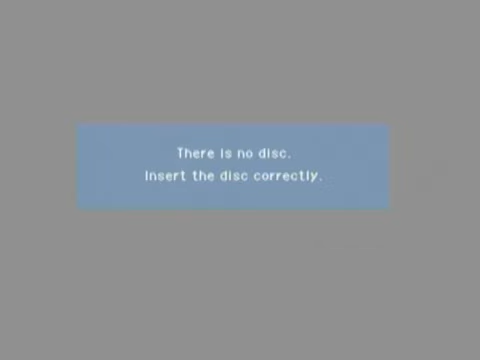 There is no disc.
Insert the disc correctly.